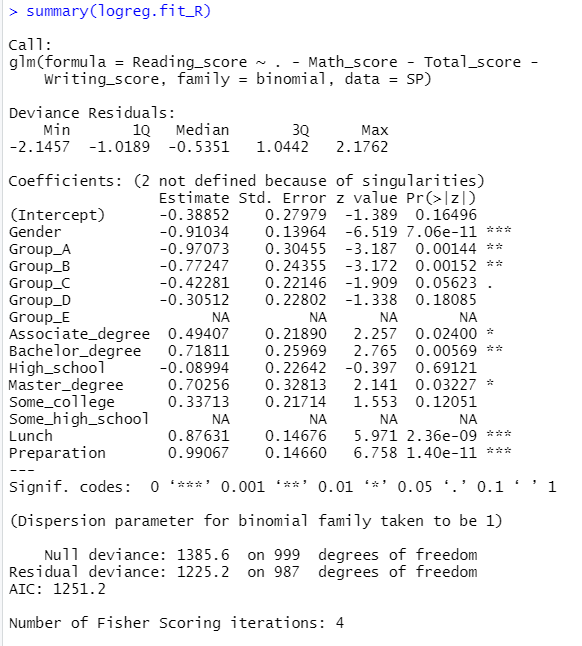 > summary(logreg.fit_R)
Call:
glm(formula = Reading_score ~ . - Math_score - Total_score -
    Writing_score, family = binomial, data = SP)
Deviance Residuals:
    Min      1Q  Median      3Q     Max
-2.1457 -1.0189 -0.5351  1.0442  2.1762
Coefficients: (2 not defined because of singularities)
                 Estimate Std. Error z value Pr(>|z|)
(Intercept)      -0.38852    0.27979  -1.389  0.16496
Gender           -0.91034    0.13964  -6.519 7.06e-11 ***
Group_A          -0.97073    0.30455  -3.187  0.00144 **
Group_B          -0.77247    0.24355  -3.172  0.00152 **
Group_C          -0.42281    0.22146  -1.909  0.05623 .
Group_D          -0.30512    0.22802  -1.338  0.18085
Group_E                NA         NA      NA       NA
Associate_degree  0.49407    0.21890   2.257  0.02400 *
Bachelor_degree   0.71811    0.25969   2.765  0.00569 **
High_school      -0.08994    0.22642  -0.397  0.69121
Master_degree     0.70256    0.32813   2.141  0.03227 *
Some_college      0.33713    0.21714   1.553  0.12051
Some_high_school       NA         NA      NA       NA
Lunch             0.87631    0.14676   5.971 2.36e-09 ***
Preparation       0.99067    0.14660   6.758 1.40e-11 ***
---
Signif. codes:  0 ‘***’ 0.001 ‘**’ 0.01 ‘*’ 0.05 ‘.’ 0.1 ‘ ’ 1
(Dispersion parameter for binomial family taken to be 1)
    Null deviance: 1385.6  on 999  degrees of freedom
Residual deviance: 1225.2  on 987  degrees of freedom
AIC: 1251.2
Number of Fisher Scoring iterations: 4